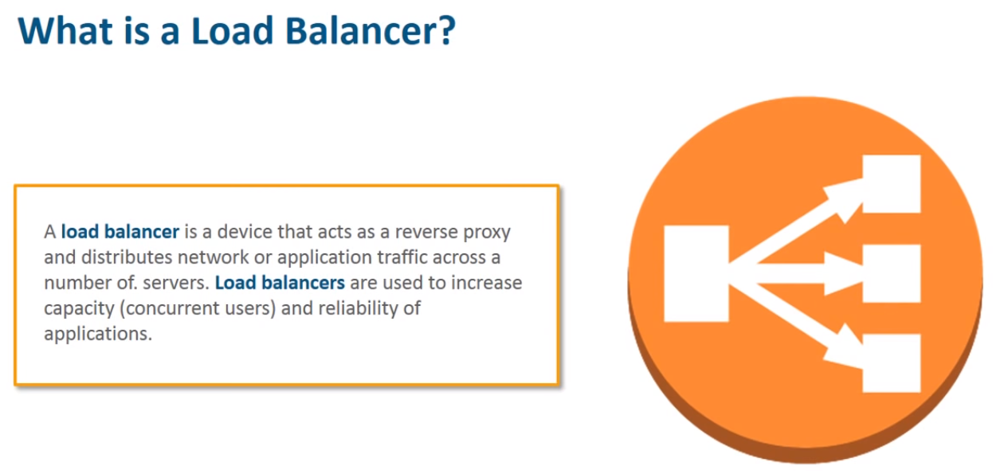 What is a Load Balancer?
A load balancer is a device that acts as a reverse proxy
and distributes network or application traffic across a
number of. servers. Load balancers are used to increase
capacity (concurrent users) and reliability of
applications.